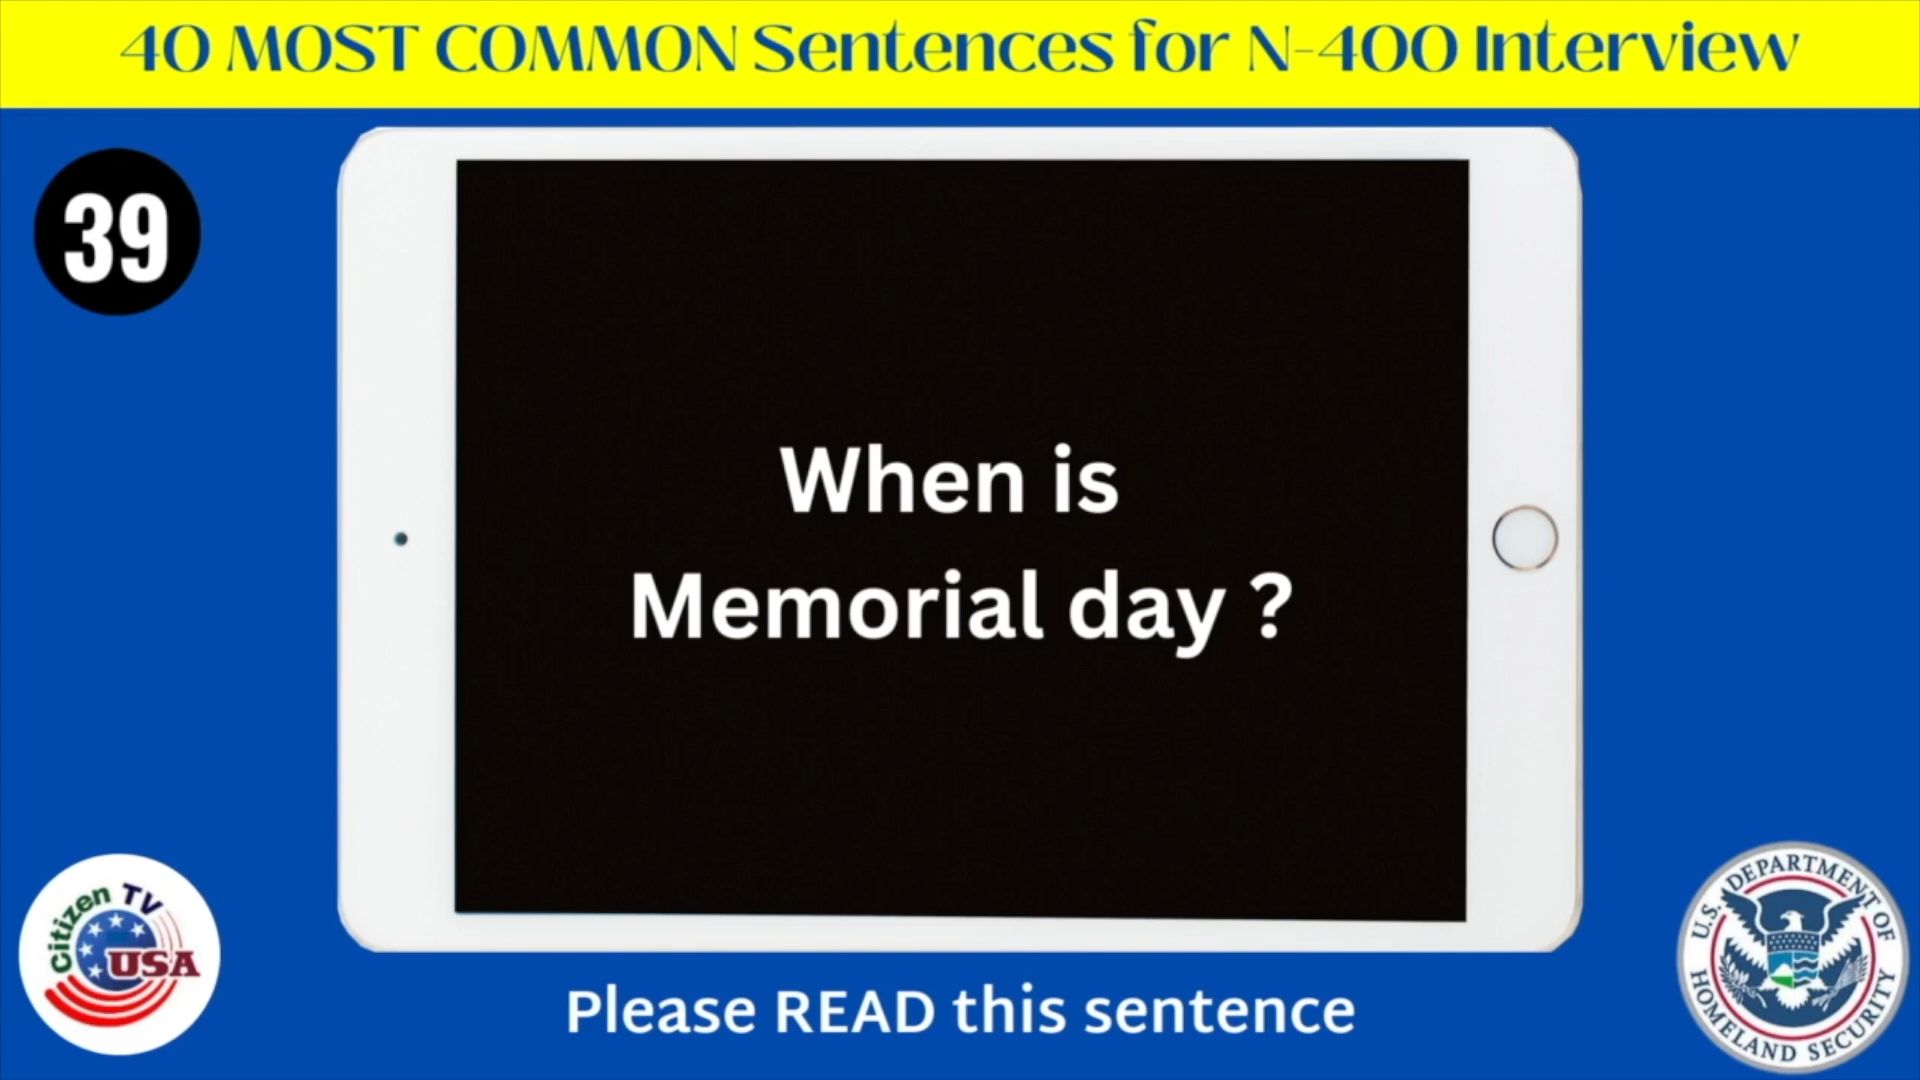 40 MOST COMMON Sentences for N-400 Interview
39
When is
Memorial day ?
Citizen TV
USA
Please READ this sentence
U.S. DEPARTMENT OF
HOMELAND SECURITY